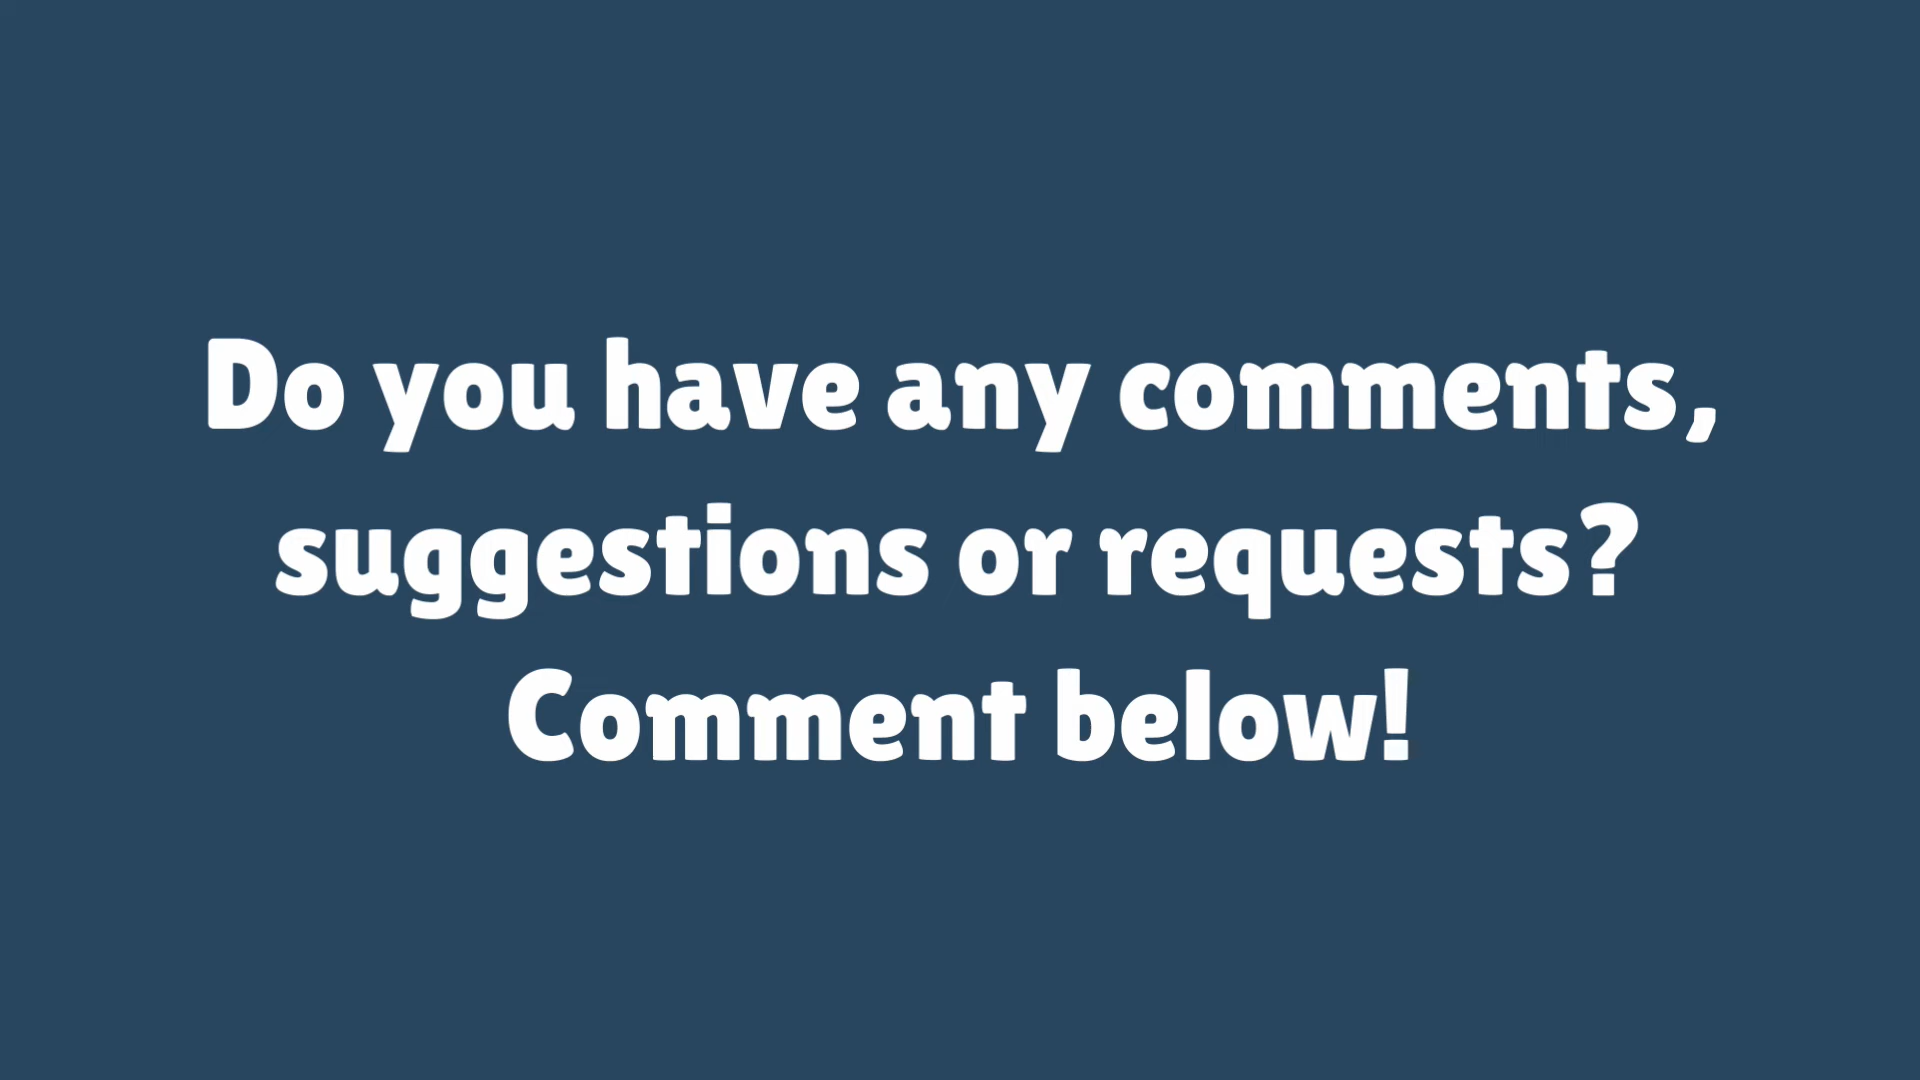 Do you have any comments,
suggestions or requests?
Comment below!